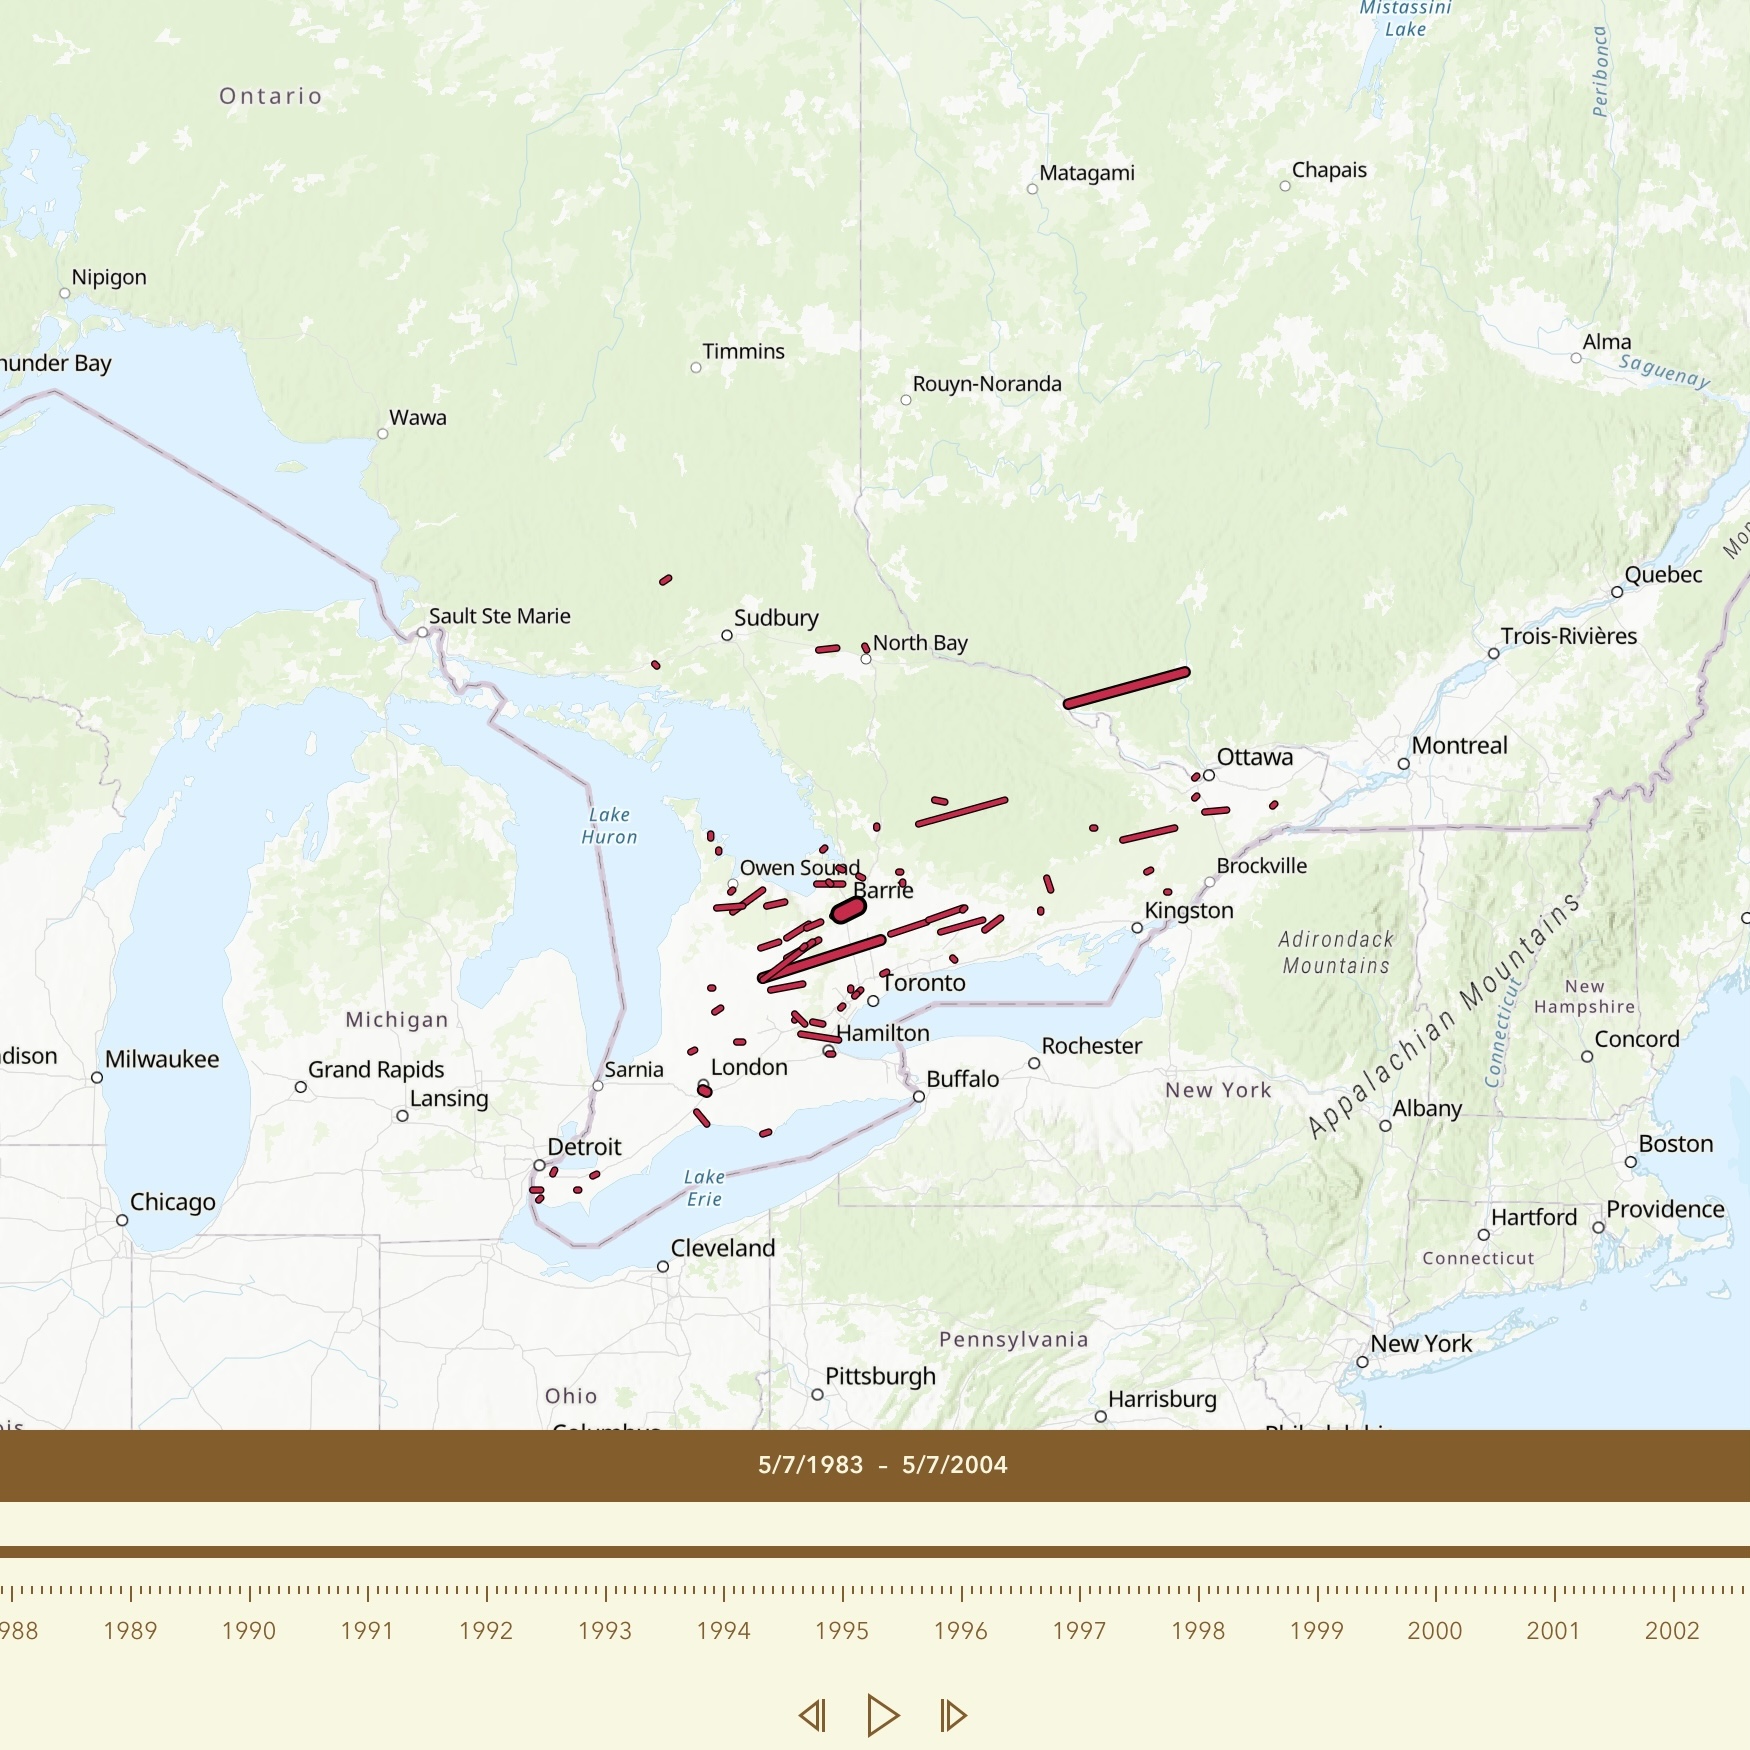 Mistassini
Lake
Peribonca
Ontario
Matagami
Chapais
Nipigon
Timmins
Alma
hunder Bay
Rouyn-Noranda
Saguenay
Wawa
Quebec
Sault Ste Marie
Sudbury
Trois-Rivières
North Bay
Montreal
Ottawa
Lake
Huron
Owen Sound
Brockville
Barrie
Kingston
Adirondack
Mountains
Appalachian Mountains
Toronto
Connecticut
New
Hampshire
Michigan
Hamilton
Concord
Rochester
dison
Milwaukee
Grand Rapids
Sarnia
London
Buffalo
New York
Lansing
Albany
Detroit
Boston
Lake
Erie
Chicago
Providence
Hartford
Cleveland
Connecticut
Pennsylvania
New York
Pittsburgh
Ohio
Harrisburg
5/7/1983 – 5/7/2004
988 1989 1990 1991 1992 1993 1994 1995 1996 1997 1998 1999 2000 2001 2002